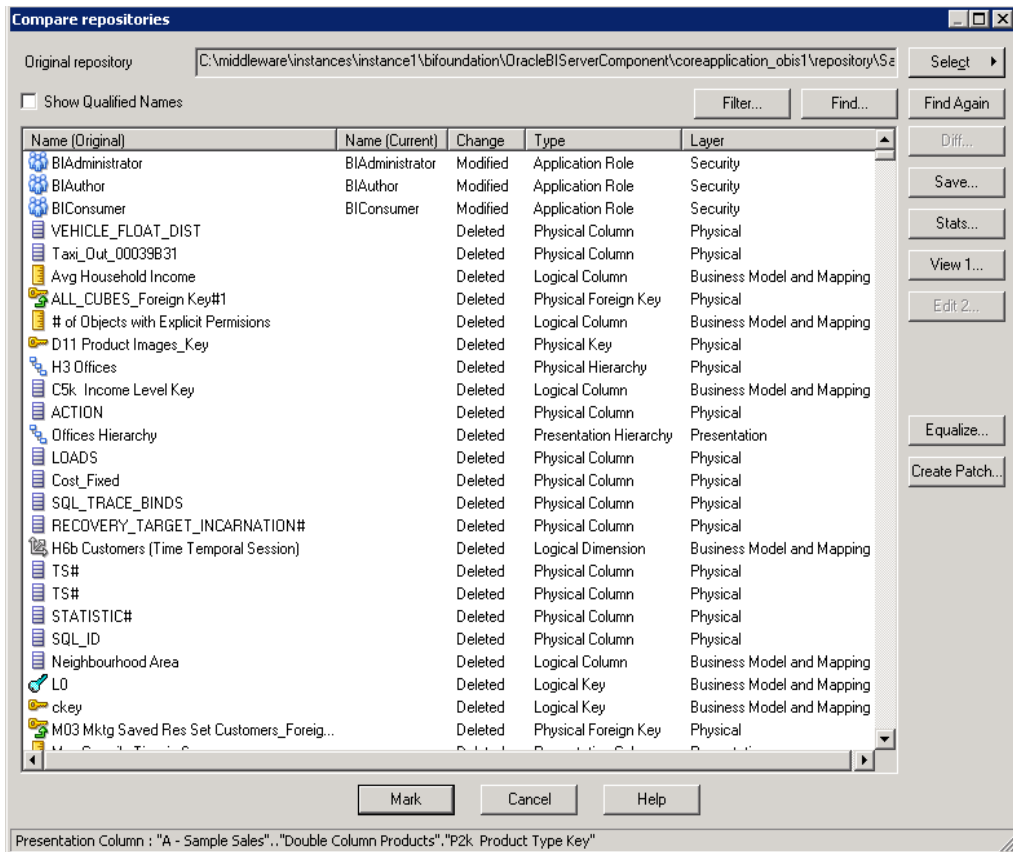 Compare repositories
Original repository C:\middleware\instances\instance1\bifoundation\OracleBIServerComponent\coreapplication_obis1\repository\Sa Select
Show Qualified Names Filter... Find... Find Again
Name (Original) Name (Current) Change Type Layer
BIAdministrator BIAdministrator Modified Application Role Security
BIAuthor BIAuthor Modified Application Role Security
BIConsumer BIConsumer Modified Application Role Security
VEHICLE_FLOAT_DIST Deleted Physical Column Physical
Taxi_Out_00039B31 Deleted Physical Column Physical
Avg Household Income Deleted Logical Column Business Model and Mapping
ALL_CUBES_Foreign Key#1 Deleted Physical Foreign Key Physical
# of Objects with Explicit Permisions Deleted Logical Column Business Model and Mapping
D11 Product Images_Key Deleted Physical Key Physical
H3 Offices Deleted Physical Hierarchy Physical
C5k Income Level Key Deleted Logical Column Business Model and Mapping
ACTION Deleted Physical Column Physical
Offices Hierarchy Deleted Presentation Hierarchy Presentation
LOADS Deleted Physical Column Physical
Cost_Fixed Deleted Physical Column Physical
SQL_TRACE_BINDS Deleted Physical Column Physical
RECOVERY_TARGET_INCARNATION# Deleted Physical Column Physical
H6b Customers (Time Temporal Session) Deleted Logical Dimension Business Model and Mapping
TS# Deleted Physical Column Physical
TS# Deleted Physical Column Physical
STATISTIC# Deleted Physical Column Physical
SQL_ID Deleted Physical Column Physical
Neighbourhood Area Deleted Logical Column Business Model and Mapping
L0 Deleted Logical Key Business Model and Mapping
ckey Deleted Logical Key Business Model and Mapping
M03 Mktg Saved Res Set Customers_Foreig... Deleted Physical Foreign Key Physical
Diff...
Save...
Stats...
View 1...
Edit 2...
Equalize...
Create Patch...
Mark Cancel Help
Presentation Column : "A - Sample Sales".."Double Column Products"."P2k Product Type Key"